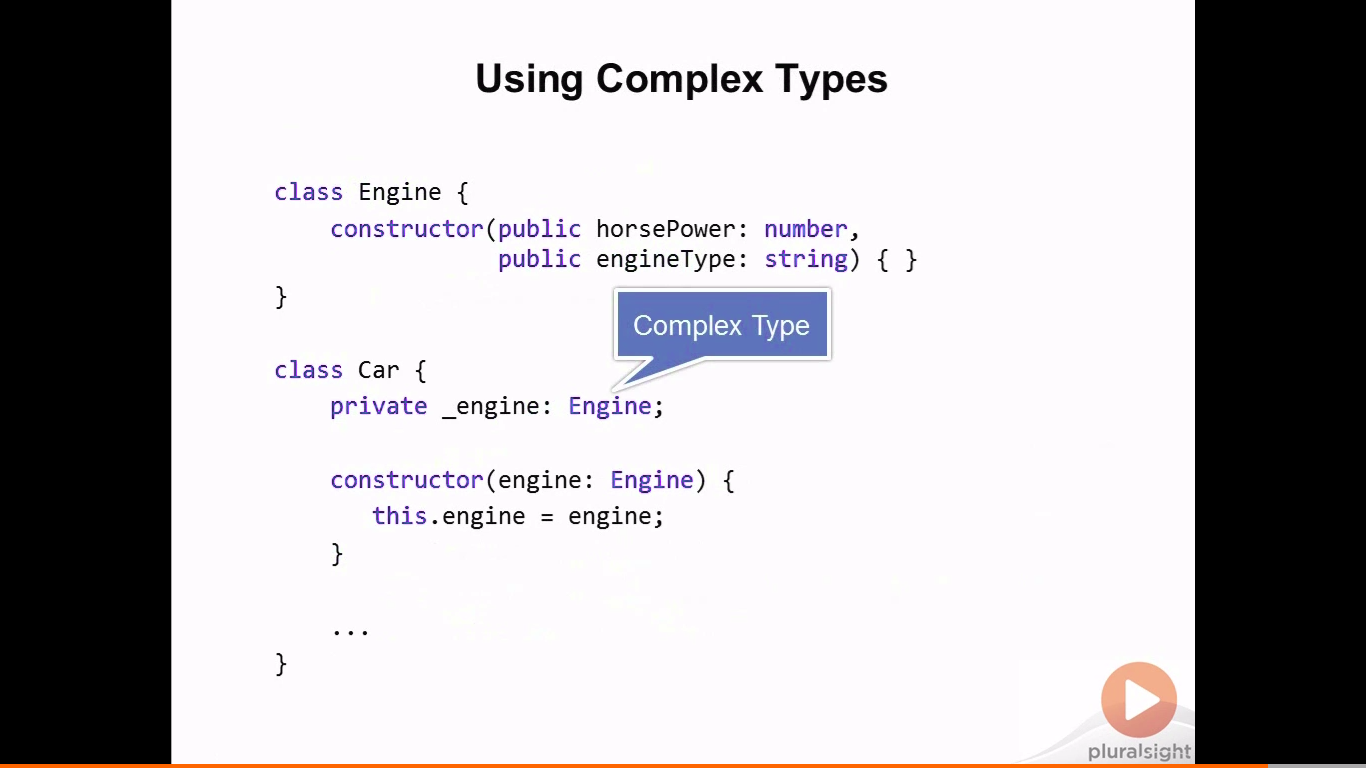 Using Complex Types
class Engine {
constructor(public horsePower: number,
public engineType: string) { }
}
Complex Type
class Car {
private _engine: Engine;
constructor(engine: Engine) {
this.engine = engine;
}
...
}
pluralsight